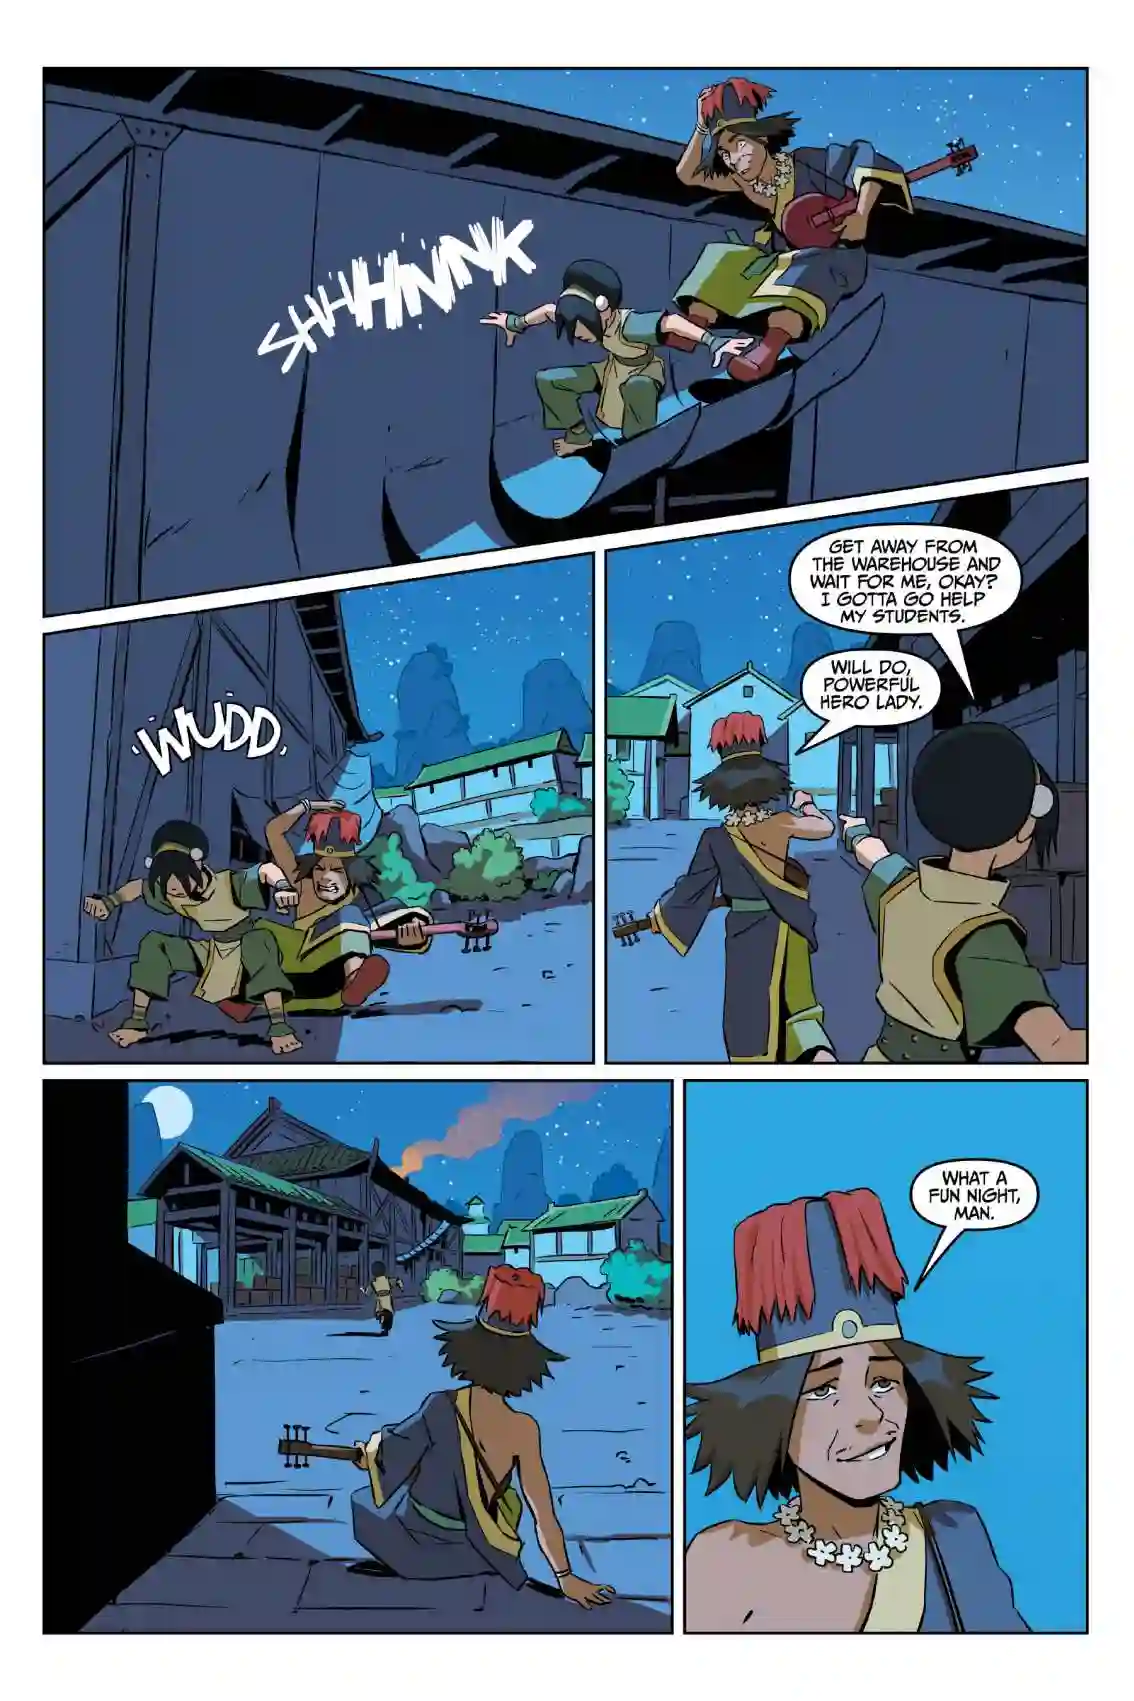 SHHHNNNK
GET AWAY FROM
THE WAREHOUSE AND
WAIT FOR ME, OKAY?
I GOTTA GO HELP
MY STUDENTS.
WILL DO,
POWERFUL
HERO LADY.
WUDD
WHAT A
FUN NIGHT,
MAN.